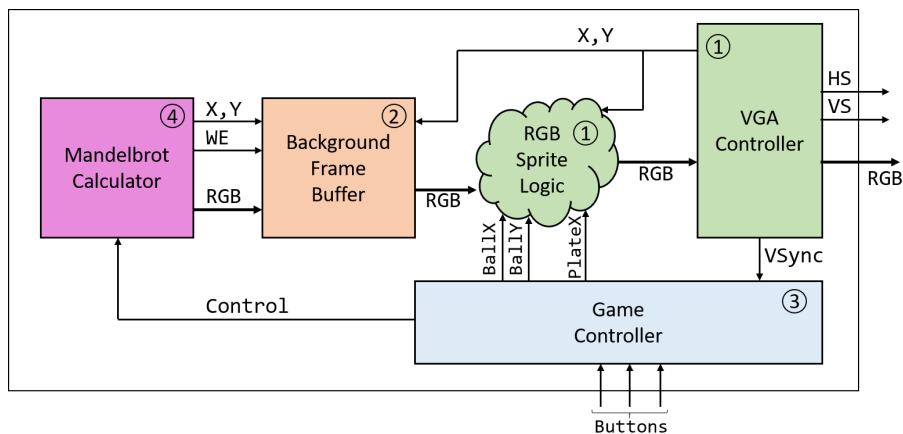 X,Y
①
HS
VS
VGA
Controller
RGB
④
X,Y
WE
RGB
Mandelbrot
Calculator
②
Background
Frame
Buffer
RGB
RGB
①
Sprite
Logic
RGB
BallX
BallY
PlateX
VSync
Control
③
Game
Controller
Buttons